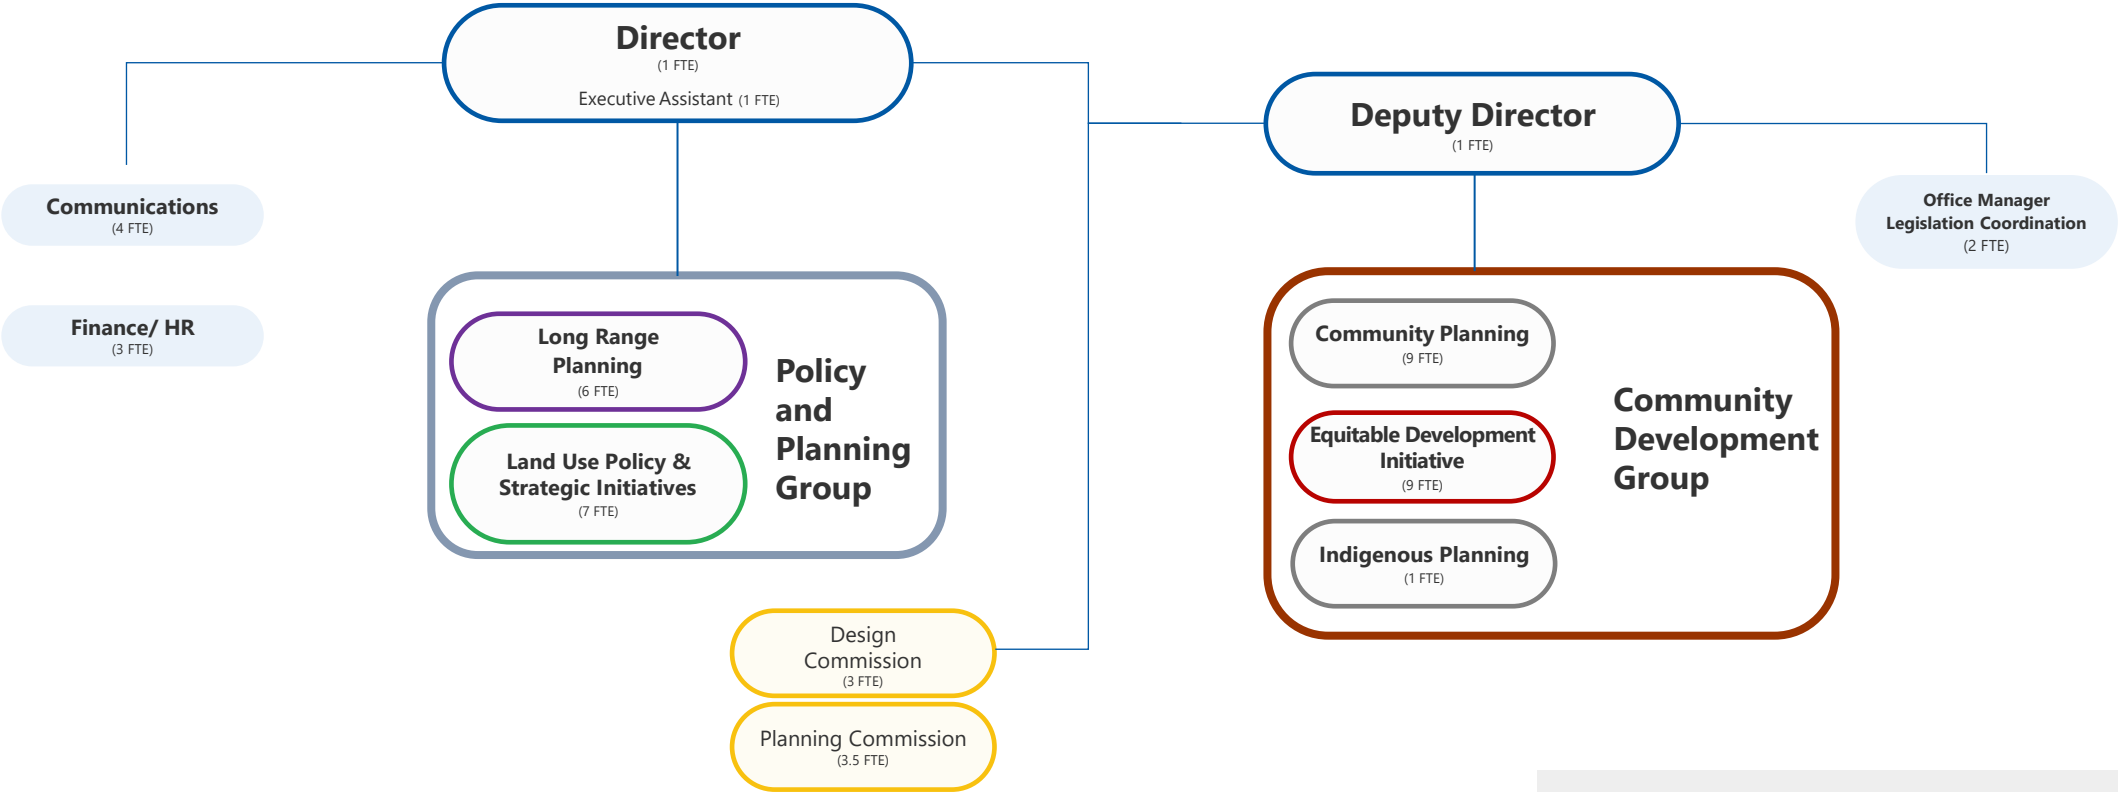 Director
(1 FTE)
Executive Assistant (1 FTE)
Deputy Director
(1 FTE)
Communications
(4 FTE)
Office Manager
Legislation Coordination
(2 FTE)
Finance/ HR
(3 FTE)
Long Range
Planning
(6 FTE)
Land Use Policy &
Strategic Initiatives
(7 FTE)
Policy
and
Planning
Group
Community Planning
(9 FTE)
Equitable Development
Initiative
(9 FTE)
Indigenous Planning
(1 FTE)
Community
Development
Group
Design
Commission
(3 FTE)
Planning Commission
(3.5 FTE)